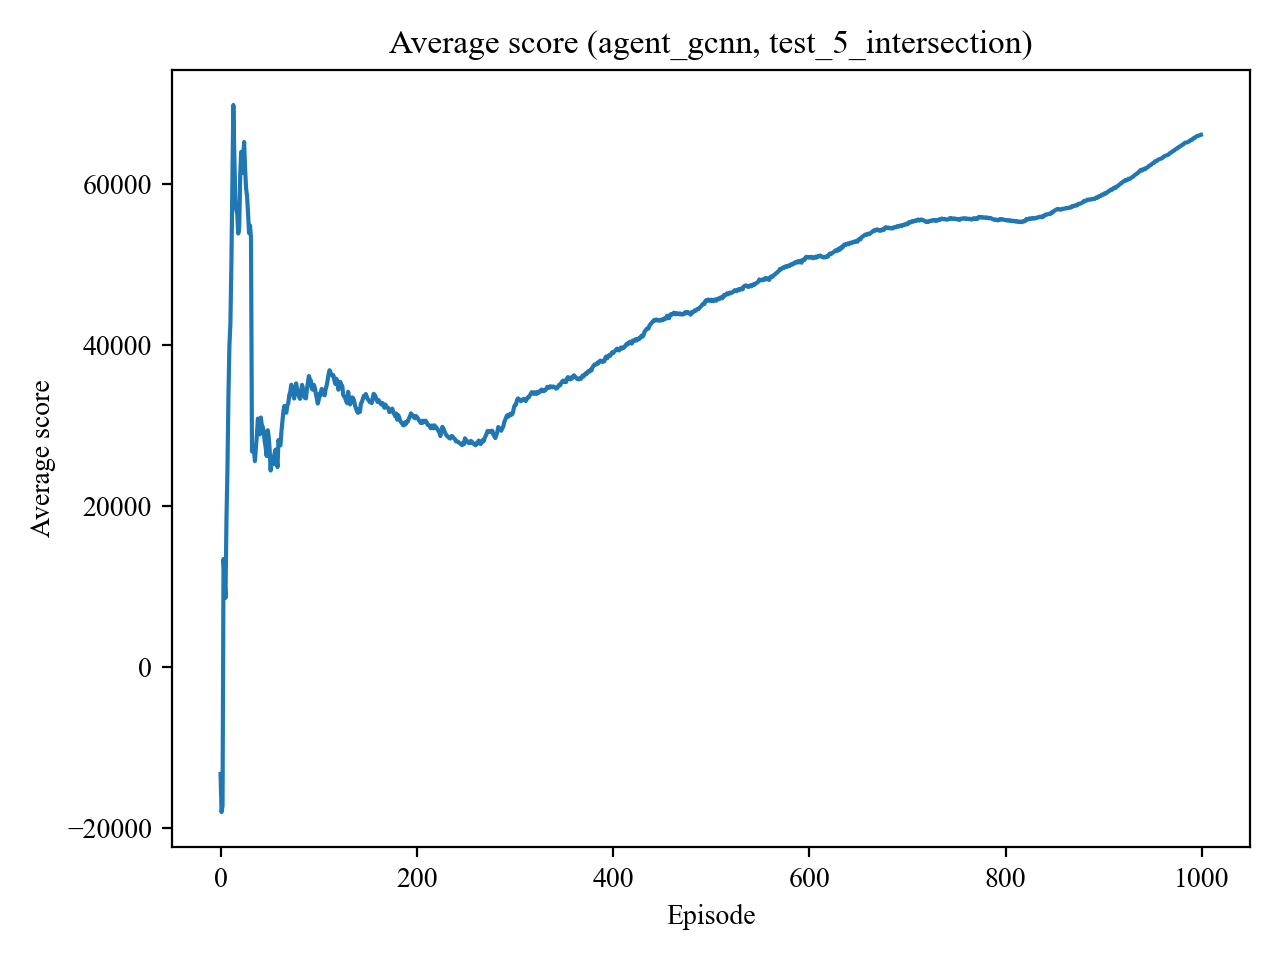 Average score (agent_gcnn, test_5_intersection)
60000
40000
20000
0
−20000
Average score
0 200 400 600 800 1000
Episode